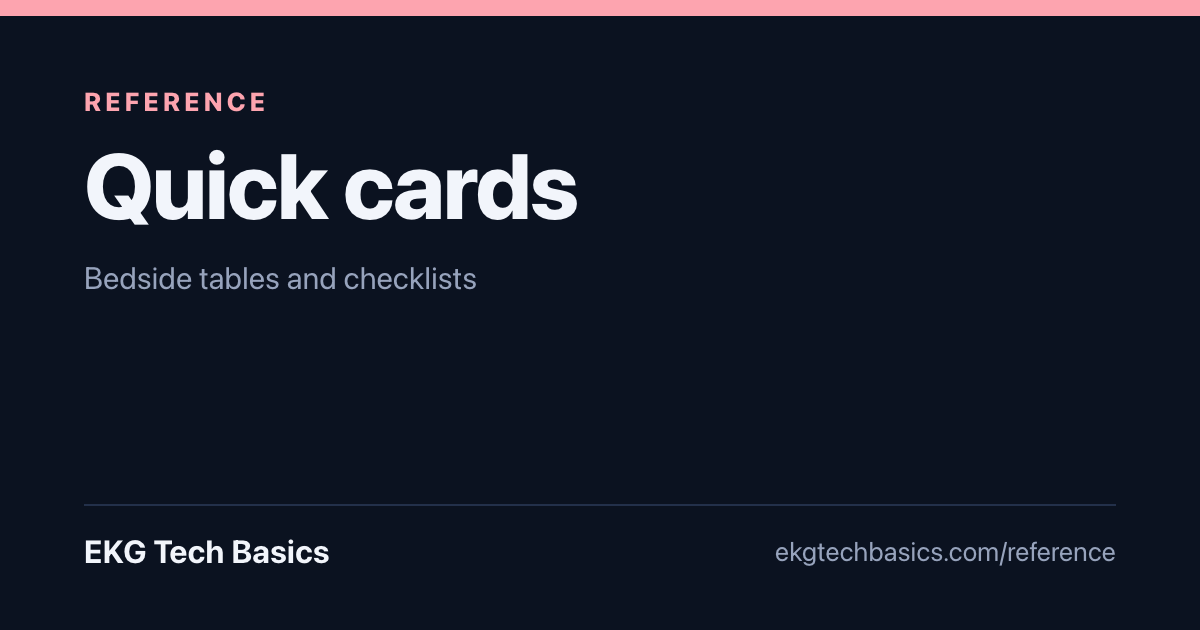 REFERENCE
Quick cards
Bedside tables and checklists
EKG Tech Basics
ekgtechbasics.com/reference